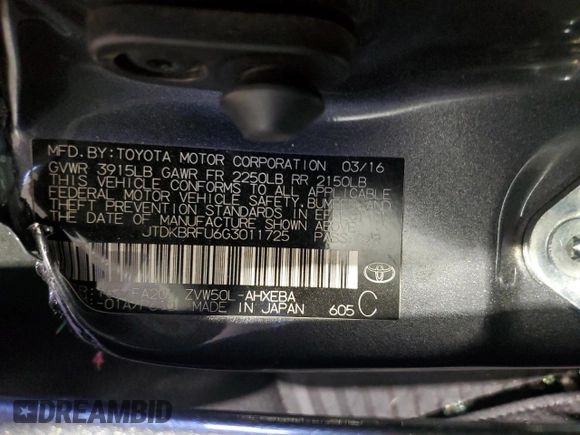 MFD.BY:TOYOTA MOTOR CORPORATION 03/16
GVWR 3915LB GAWR FR 2250LB RR 2150LB
THIS VEHICLE CONFORMS TO ALL APPLICABLE
FEDERAL MOTOR VEHICLE SAFETY, BUMPER, AND
THEFT PREVENTION STANDARDS IN EFFECT ON
THE DATE OF MANUFACTURE SHOWN ABOVE.
JTDKBRFU6G3011725 PASS
ZVW50L-AHXEBA
MADE IN JAPAN 605 C
TOYOTA
DREAMBID